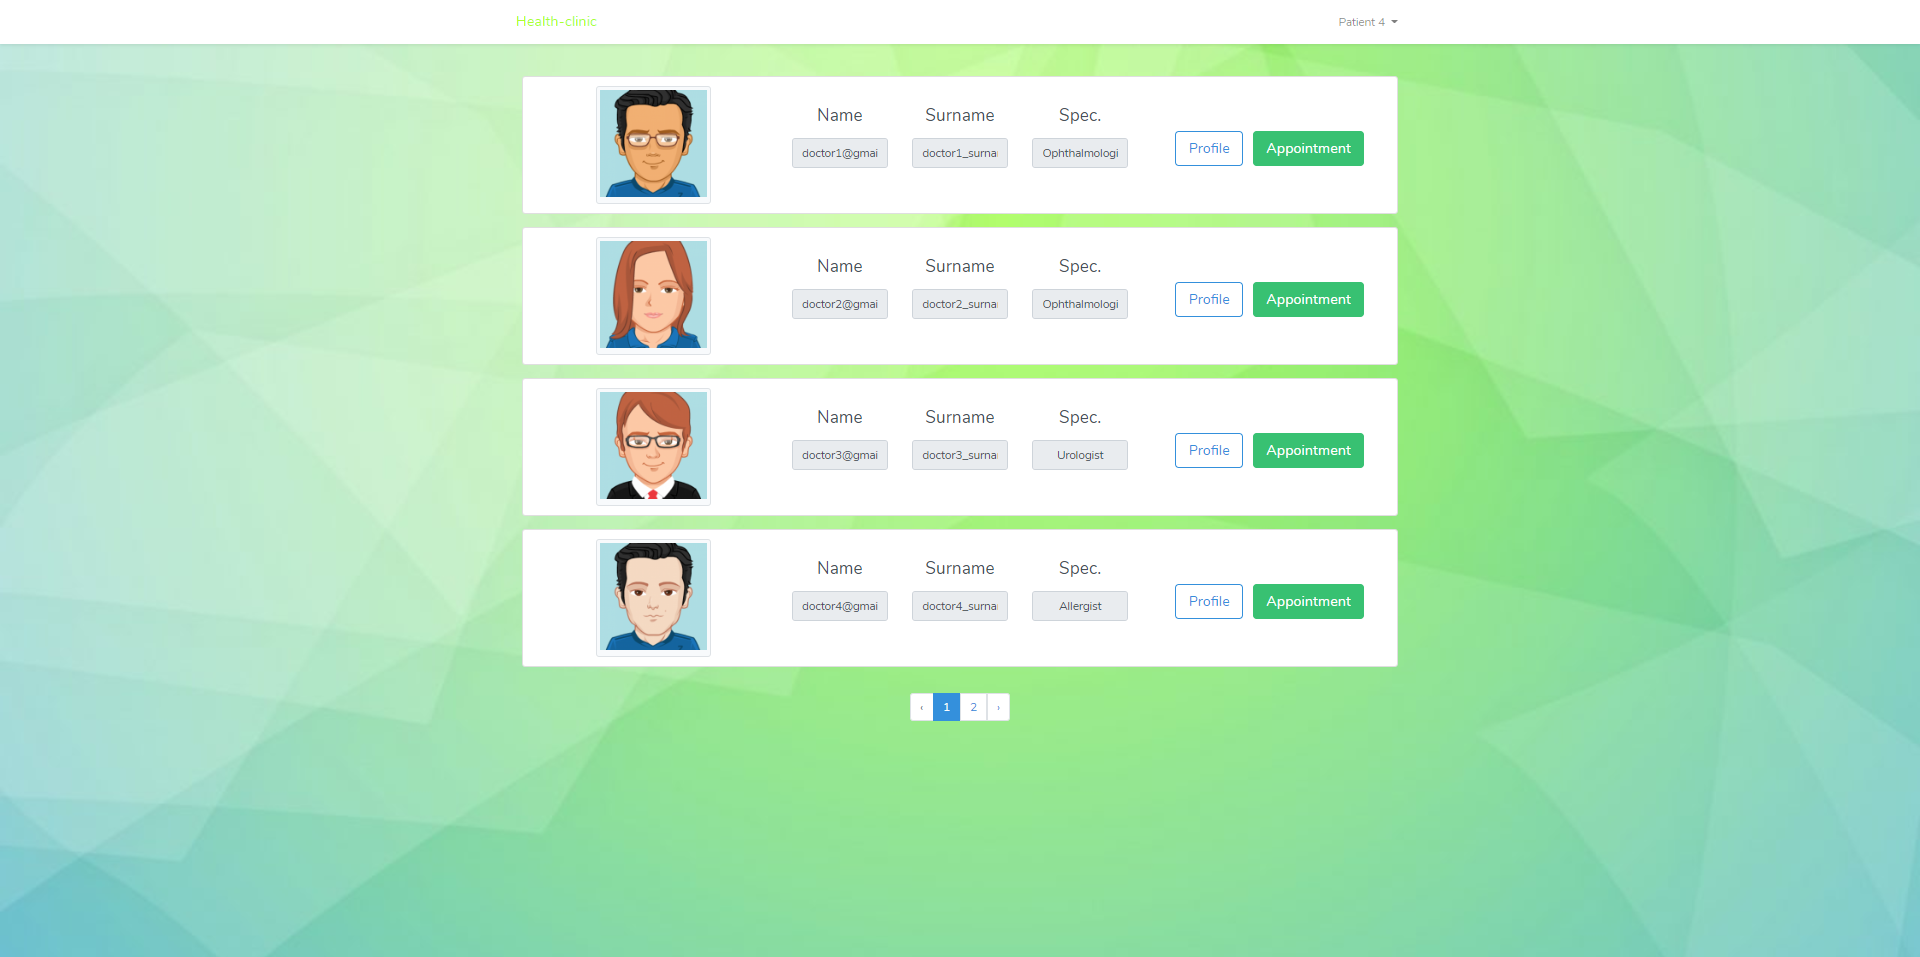 Health-clinic
Patient 4
Name Surname Spec.
doctor1@gmai doctor1_surna Ophthalmologi
Profile Appointment
Name Surname Spec.
doctor2@gmai doctor2_surna Ophthalmologi
Profile Appointment
Name Surname Spec.
doctor3@gmai doctor3_surna Urologist
Profile Appointment
Name Surname Spec.
doctor4@gmai doctor4_surna Allergist
Profile Appointment
‹ 1 2 ›